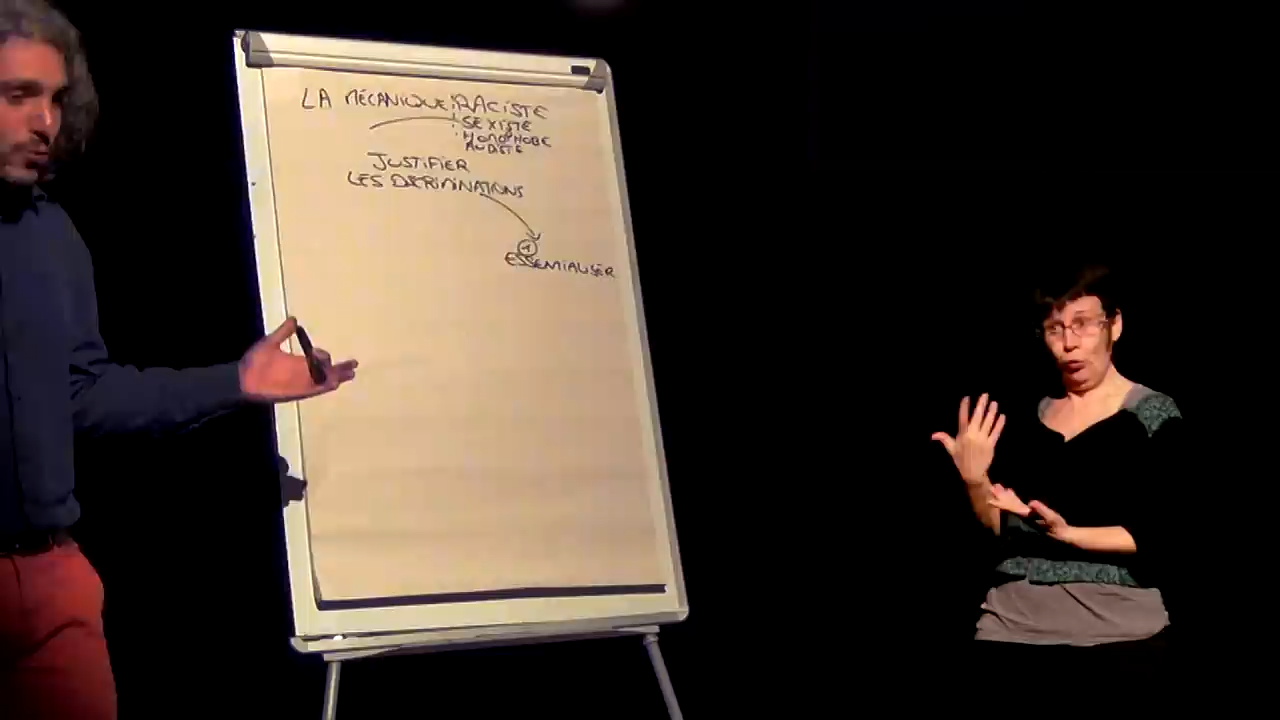 LA MÉCANIQUE: RACISTE
: SEXISTE
: HOMOPHOBE
AUDISTE
JUSTIFIER
LES DISCRIMINATIONS
1
ESSENTIALISER